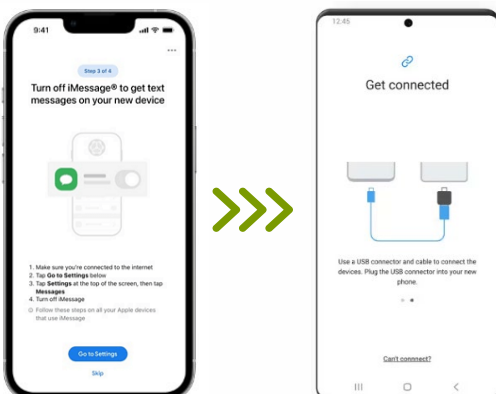 9:41
Step 3 of 4
Turn off iMessage® to get text
messages on your new device
1. Make sure you're connected to the internet
2. Tap Go to Settings below
3. Tap Settings at the top of the screen, then tap
Messages
4. Turn off iMessage
Follow these steps on all your Apple devices
that use iMessage
Go to Settings
Skip
12:45
Get connected
Use a USB connector and cable to connect the
devices. Plug the USB connector into your new
phone.
Can't connnect?